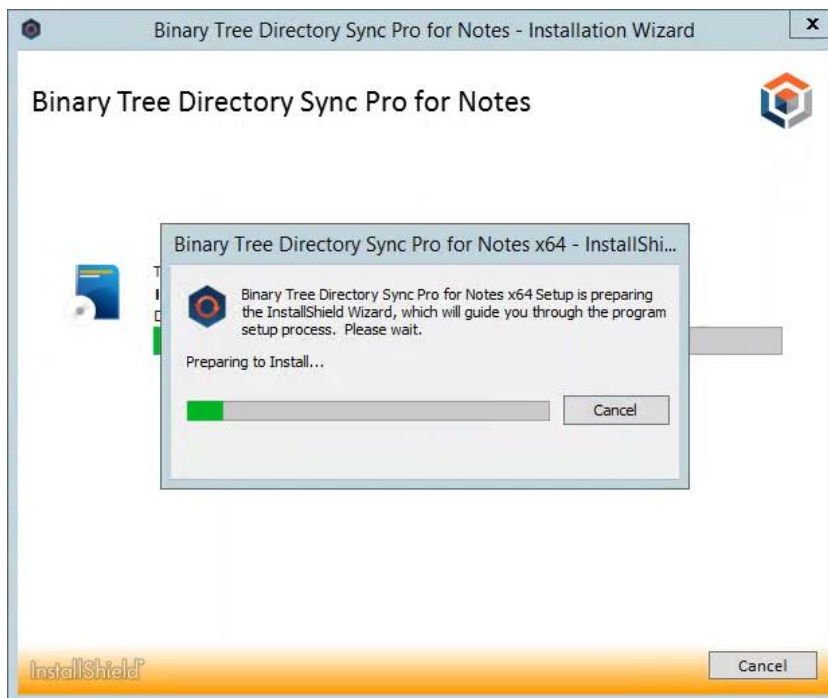 Binary Tree Directory Sync Pro for Notes - Installation Wizard
x
Binary Tree Directory Sync Pro for Notes
Binary Tree Directory Sync Pro for Notes x64 - InstallShi...
Binary Tree Directory Sync Pro for Notes x64 Setup is preparing
the InstallShield Wizard, which will guide you through the program
setup process. Please wait.
Preparing to Install...
Cancel
InstallShield
Cancel